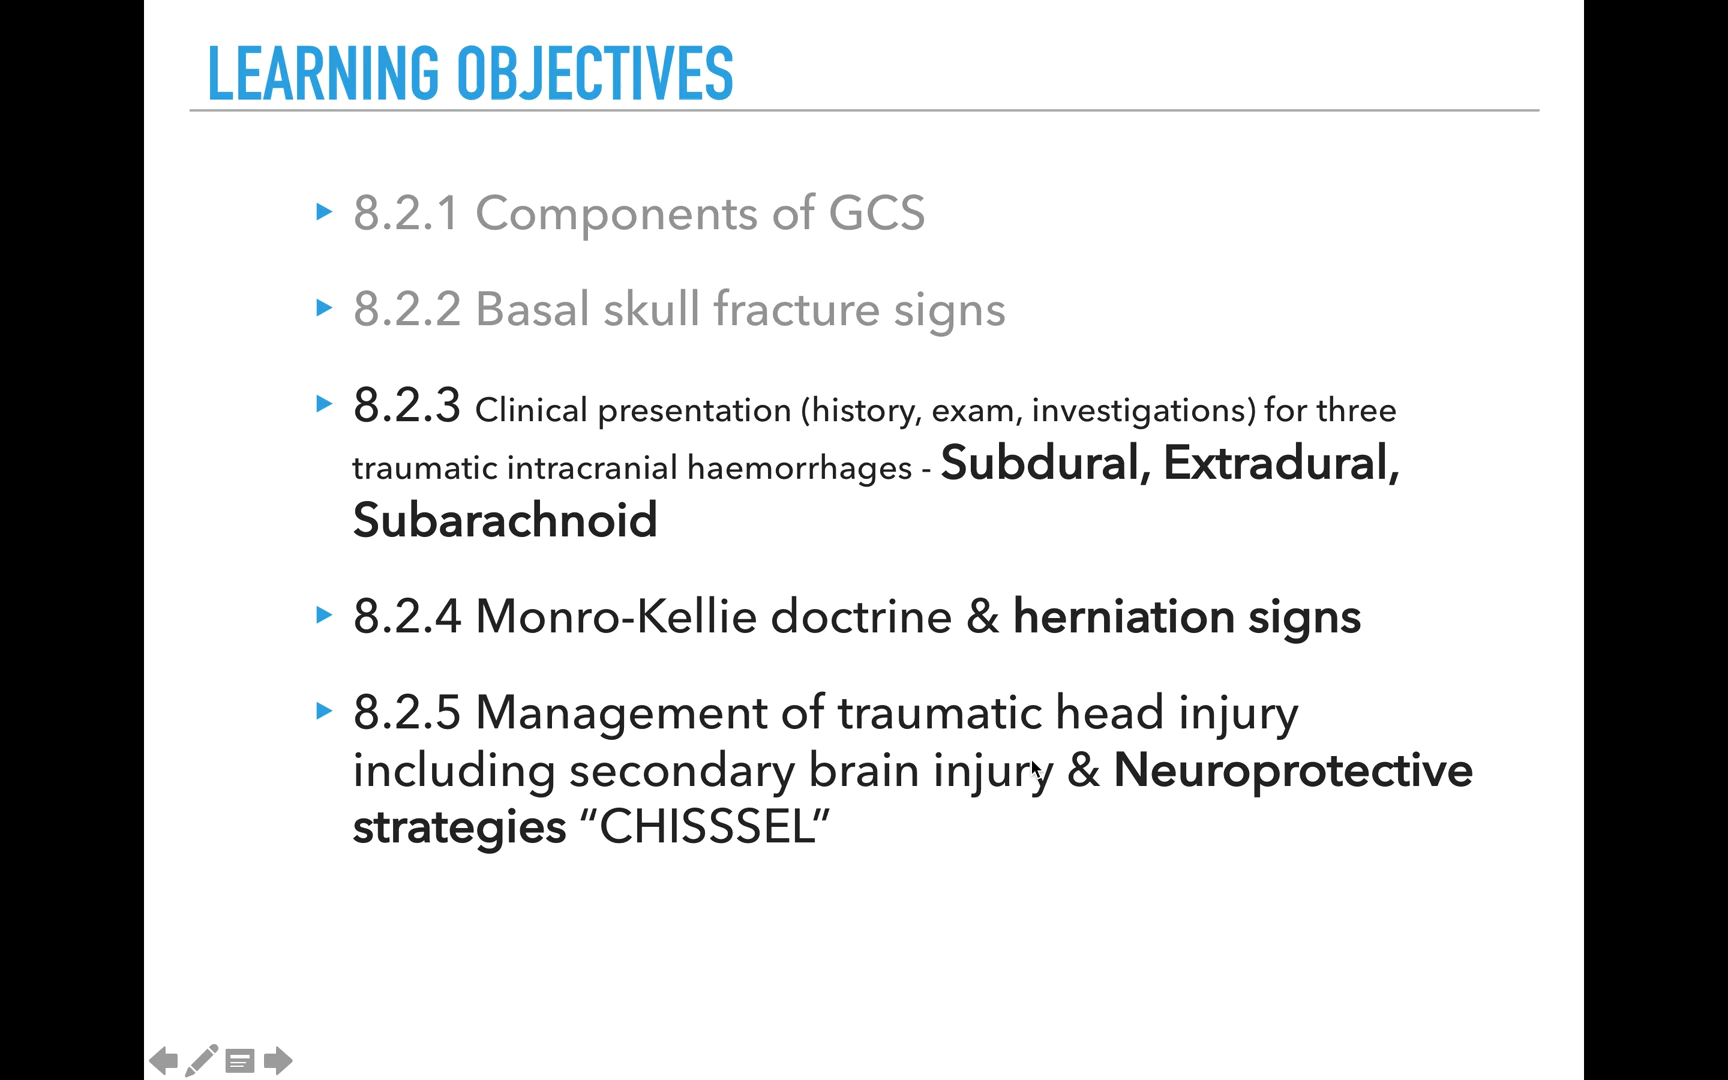 LEARNING OBJECTIVES
8.2.1 Components of GCS
8.2.2 Basal skull fracture signs
8.2.3 Clinical presentation (history, exam, investigations) for three
traumatic intracranial haemorrhages - Subdural, Extradural,
Subarachnoid
8.2.4 Monro-Kellie doctrine & herniation signs
8.2.5 Management of traumatic head injury
including secondary brain injury & Neuroprotective
strategies “CHISSSEL”